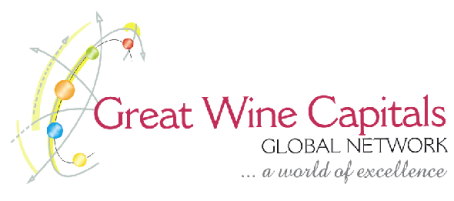 Great Wine Capitals
GLOBAL NETWORK
... a world of excellence